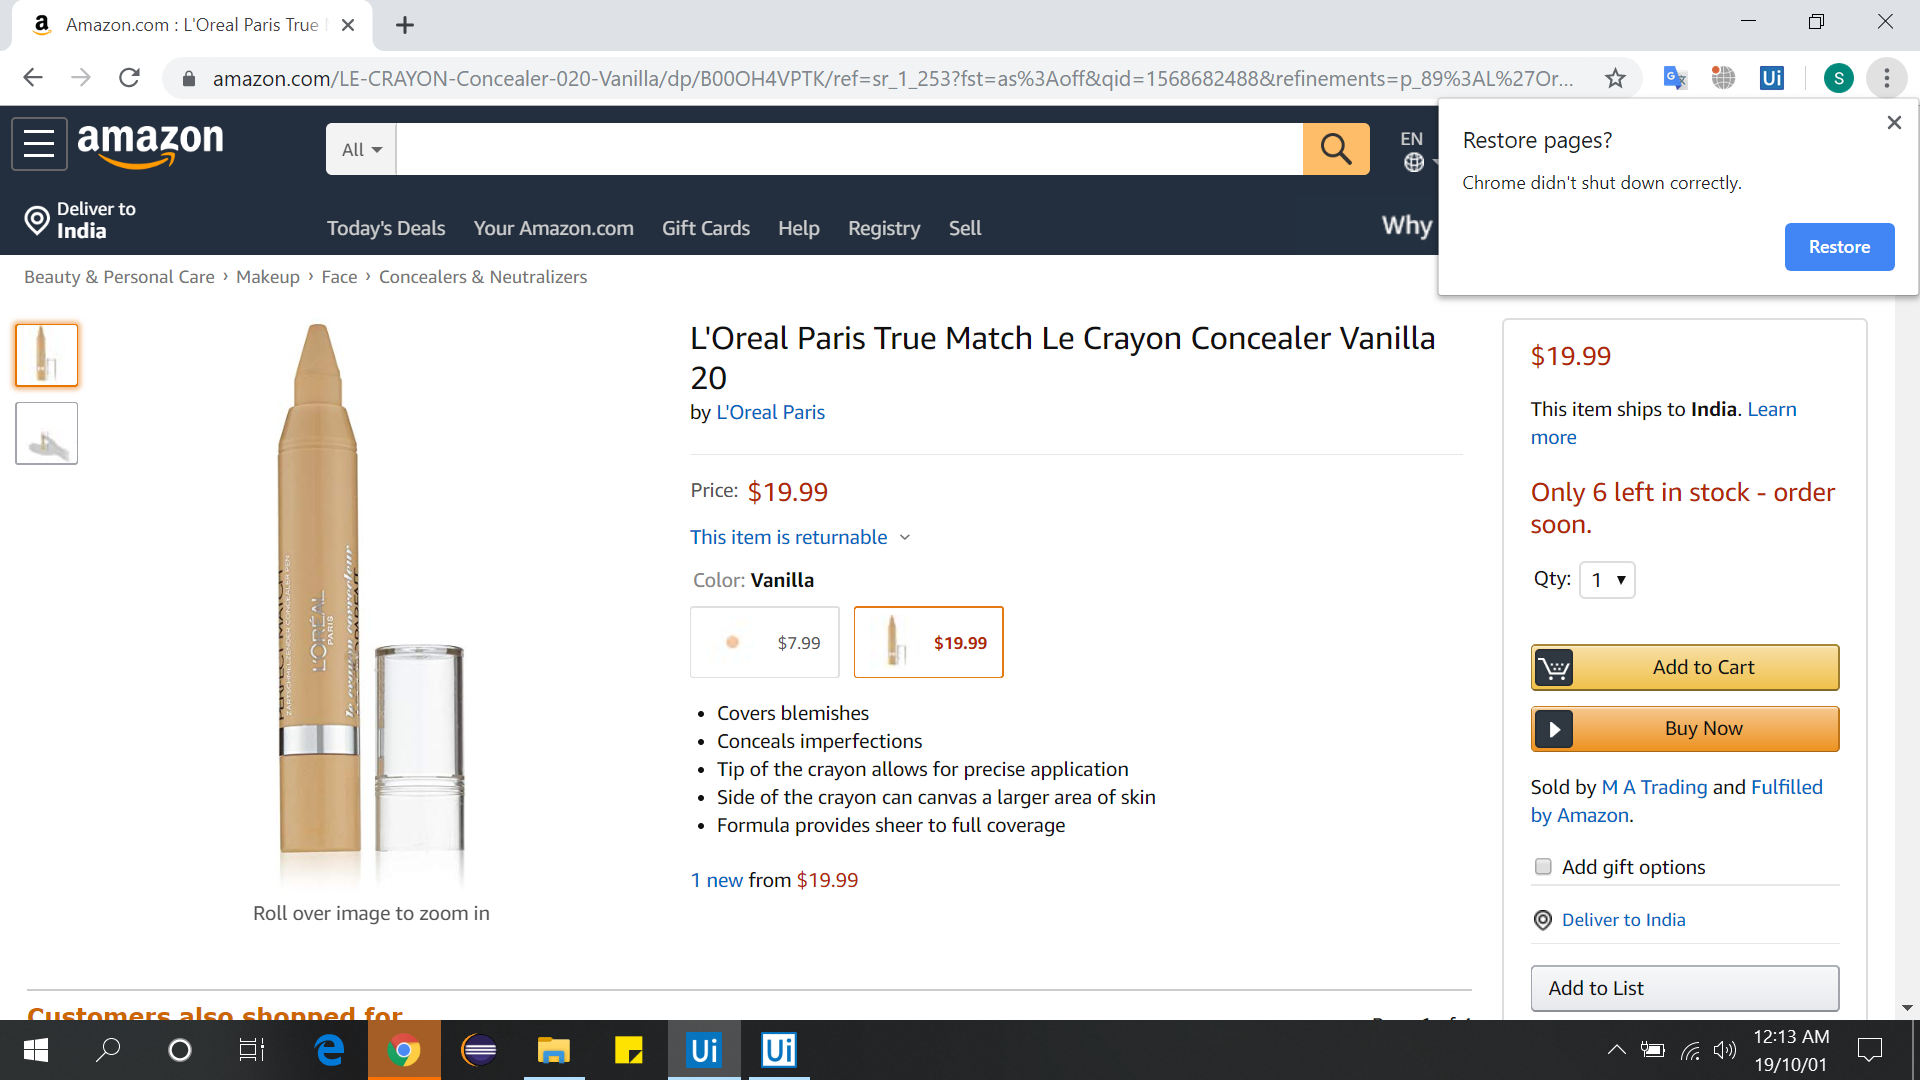 Amazon.com : L'Oreal Paris True
amazon.com/LE-CRAYON-Concealer-020-Vanilla/dp/B00OH4VPTK/ref=sr_1_253?fst=as%3Aoff&qid=1568682488&refinements=p_89%3AL%27Or...
Ui
S
Restore pages?
Chrome didn't shut down correctly.
Restore
amazon
All
EN
Deliver to
India
Today's Deals
Your Amazon.com
Gift Cards
Help
Registry
Sell
Why
Beauty & Personal Care › Makeup › Face › Concealers & Neutralizers
L'ORÉAL
PARIS
Roll over image to zoom in
L'Oreal Paris True Match Le Crayon Concealer Vanilla
20
by L'Oreal Paris
Price: $19.99
This item is returnable
Color: Vanilla
$7.99
$19.99
• Covers blemishes
• Conceals imperfections
• Tip of the crayon allows for precise application
• Side of the crayon can canvas a larger area of skin
• Formula provides sheer to full coverage
1 new from $19.99
$19.99
This item ships to India. Learn
more
Only 6 left in stock - order
soon.
Qty: 1
Add to Cart
Buy Now
Sold by M A Trading and Fulfilled
by Amazon.
Add gift options
Deliver to India
Add to List
Customers also shopped for
Ui
Ui
12:13 AM
19/10/01